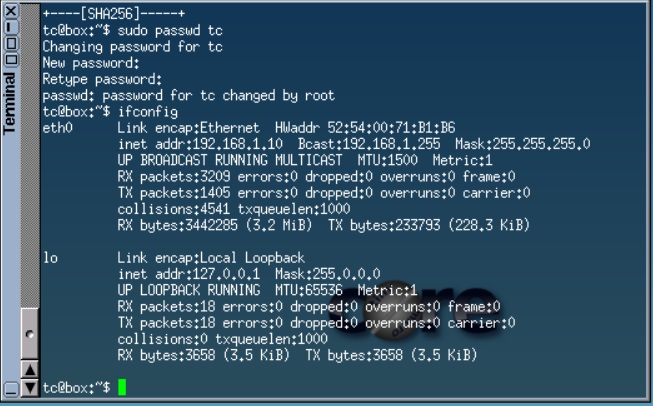 Terminal
+----[SHA256]-----+
tc@box:~$ sudo passwd tc
Changing password for tc
New password:
Retype password:
passwd: password for tc changed by root
tc@box:~$ ifconfig
eth0      Link encap:Ethernet  HWaddr 52:54:00:71:B1:B6
          inet addr:192.168.1.10  Bcast:192.168.1.255  Mask:255.255.255.0
          UP BROADCAST RUNNING MULTICAST  MTU:1500  Metric:1
          RX packets:3209 errors:0 dropped:0 overruns:0 frame:0
          TX packets:1405 errors:0 dropped:0 overruns:0 carrier:0
          collisions:4541 txqueuelen:1000
          RX bytes:3442285 (3.2 MiB)  TX bytes:233793 (228.3 KiB)
lo        Link encap:Local Loopback
          inet addr:127.0.0.1  Mask:255.0.0.0
          UP LOOPBACK RUNNING  MTU:65536  Metric:1
          RX packets:18 errors:0 dropped:0 overruns:0 frame:0
          TX packets:18 errors:0 dropped:0 overruns:0 carrier:0
          collisions:0 txqueuelen:1000
          RX bytes:3658 (3.5 KiB)  TX bytes:3658 (3.5 KiB)
tc@box:~$
core